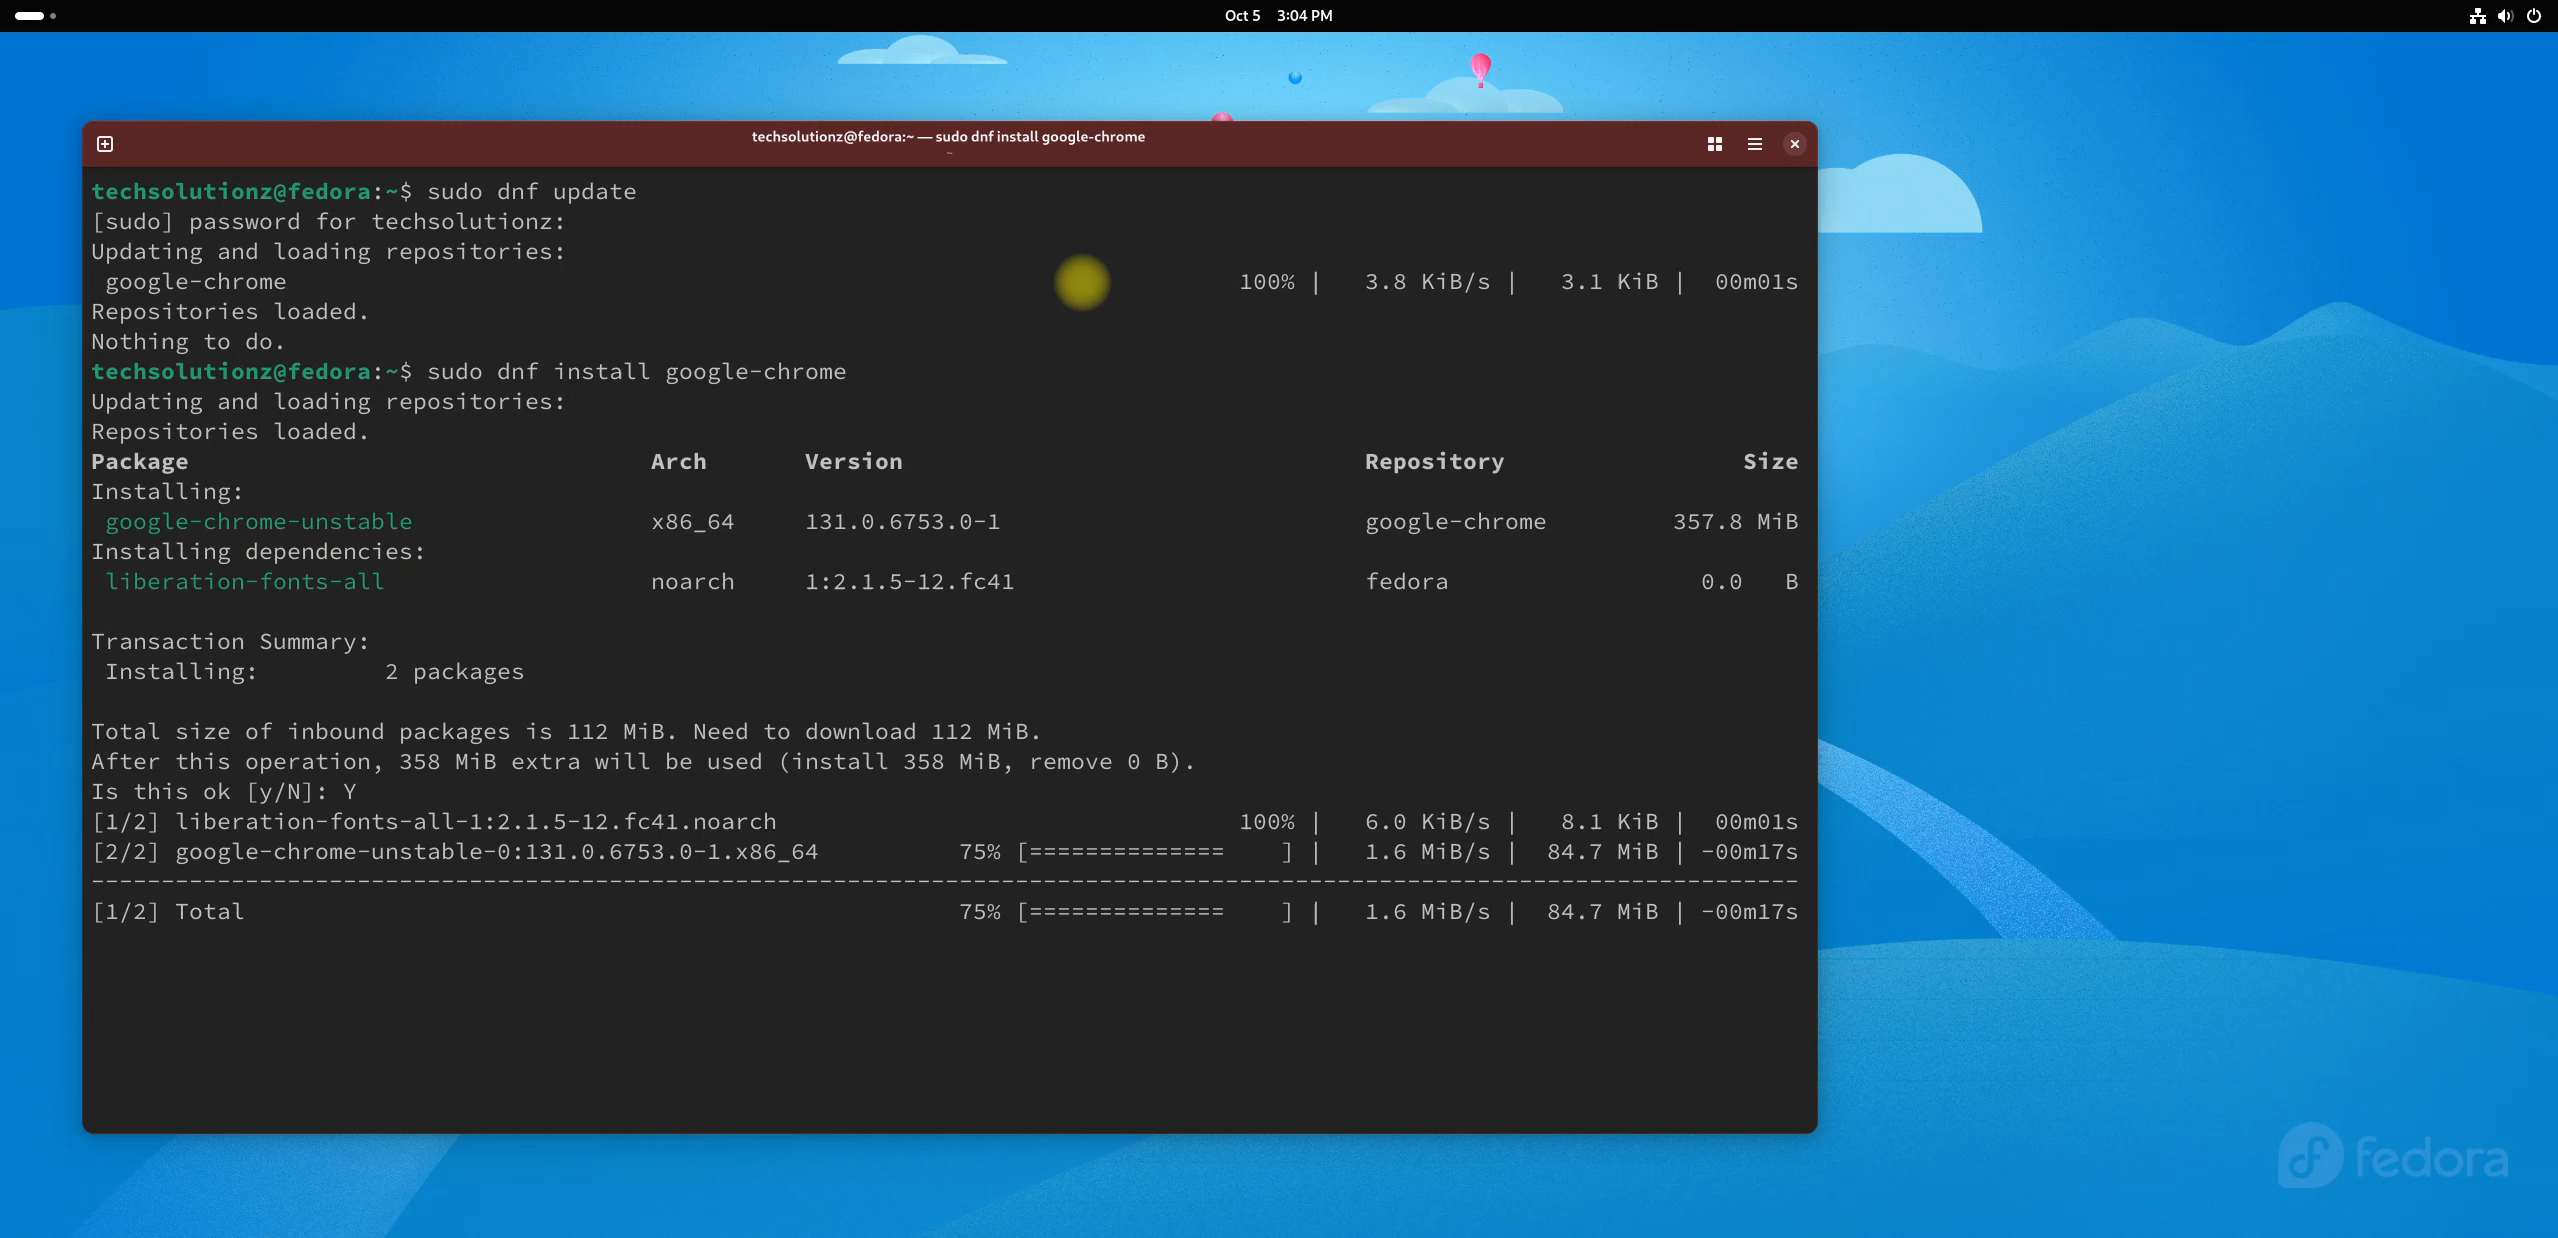 Oct 5 3:04 PM
techsolutionz@fedora:~ — sudo dnf install google-chrome
~
techsolutionz@fedora:~$ sudo dnf update
[sudo] password for techsolutionz:
Updating and loading repositories:
google-chrome 100% | 3.8 KiB/s | 3.1 KiB | 00m01s
Repositories loaded.
Nothing to do.
techsolutionz@fedora:~$ sudo dnf install google-chrome
Updating and loading repositories:
Repositories loaded.
Package Arch Version Repository Size
Installing:
google-chrome-unstable x86_64 131.0.6753.0-1 google-chrome 357.8 MiB
Installing dependencies:
liberation-fonts-all noarch 1:2.1.5-12.fc41 fedora 0.0 B
Transaction Summary:
Installing: 2 packages
Total size of inbound packages is 112 MiB. Need to download 112 MiB.
After this operation, 358 MiB extra will be used (install 358 MiB, remove 0 B).
Is this ok [y/N]: Y
[1/2] liberation-fonts-all-1:2.1.5-12.fc41.noarch 100% | 6.0 KiB/s | 8.1 KiB | 00m01s
[2/2] google-chrome-unstable-0:131.0.6753.0-1.x86_64 75% [============== ] | 1.6 MiB/s | 84.7 MiB | -00m17s
--------------------------------------------------------------------------------------------------------------------------
[1/2] Total 75% [============== ] | 1.6 MiB/s | 84.7 MiB | -00m17s
fedora